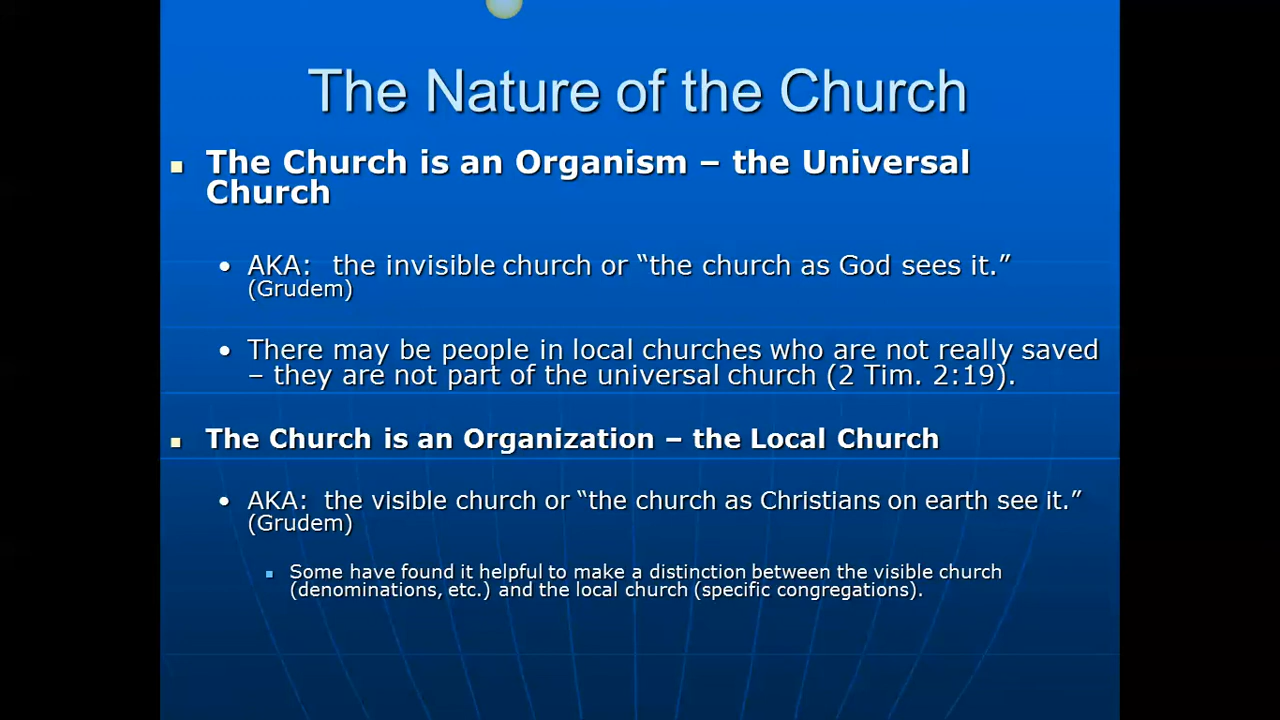 The Nature of the Church
The Church is an Organism – the Universal
Church
AKA:  the invisible church or “the church as God sees it.”
(Grudem)
There may be people in local churches who are not really saved
– they are not part of the universal church (2 Tim. 2:19).
The Church is an Organization – the Local Church
AKA:  the visible church or “the church as Christians on earth see it.”
(Grudem)
Some have found it helpful to make a distinction between the visible church
(denominations, etc.) and the local church (specific congregations).